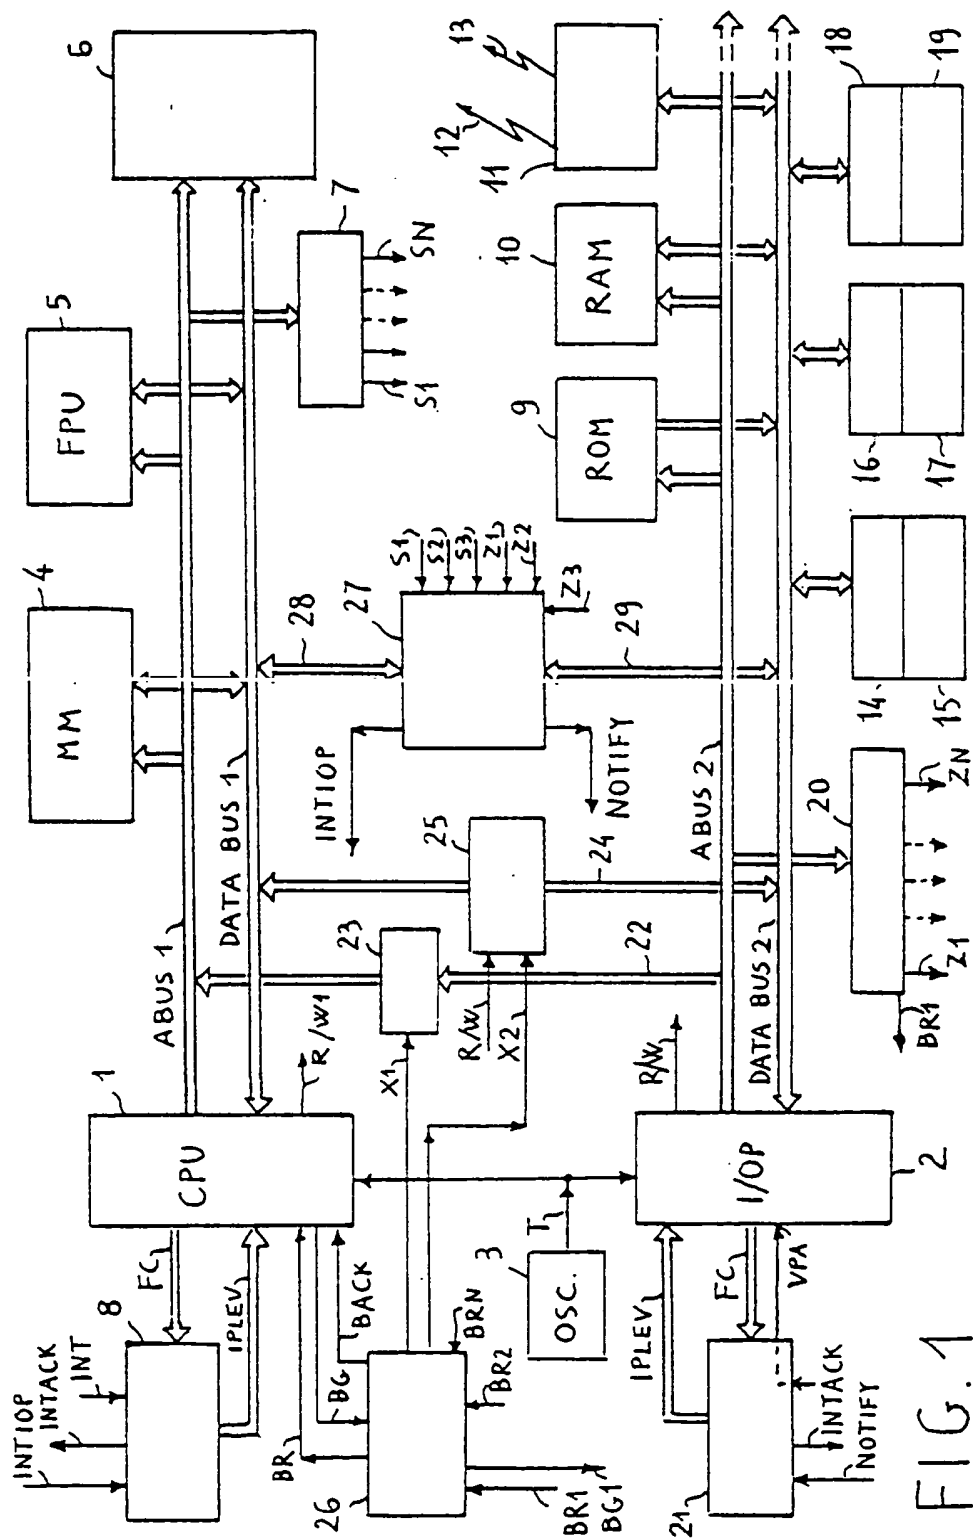 6
5
FPU
4
MM
7
S1
SN
ABUS 1
DATA BUS 1
1
CPU
R/W1
FC
8
IPLEV
INTIOP
INTACK
INT
BR
BG
BACK
26
BRN
BR2
BR1
BG1
X1
23
R/W
X2
25
24
22
INTIOP
NOTIFY
28
27
29
S1
S2
S3
Z1
Z2
Z3
3
OSC.
T
9
ROM
10
RAM
11
12
13
ABUS 2
DATA BUS 2
R/W
I/OP
2
IPLEV
FC
VPA
21
INTACK
NOTIFY
20
BR1
Z1
ZN
14
15
16
17
18
19
FIG. 1